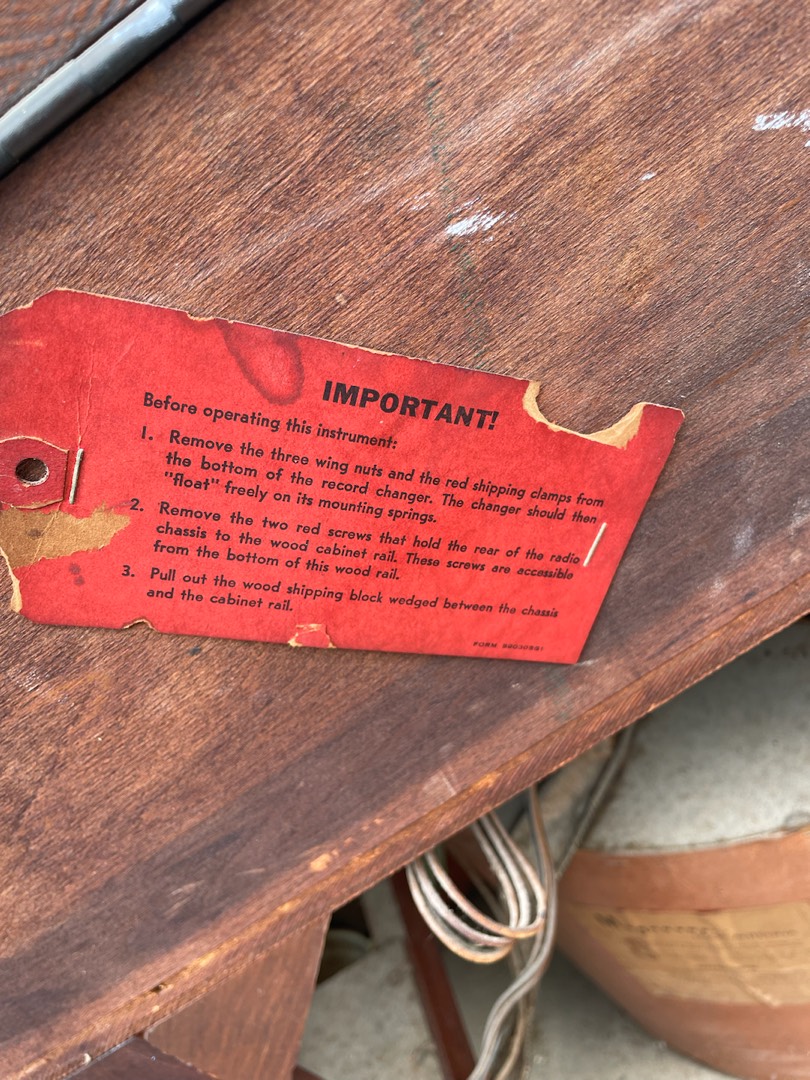 IMPORTANT!
Before operating this instrument:
1. Remove the three wing nuts and the red shipping clamps from
the bottom of the record changer. The changer should then
"float" freely on its mounting springs.
2. Remove the two red screws that hold the rear of the radio
chassis to the wood cabinet rail. These screws are accessible
from the bottom of this wood rail.
3. Pull out the wood shipping block wedged between the chassis
and the cabinet rail.
FORM